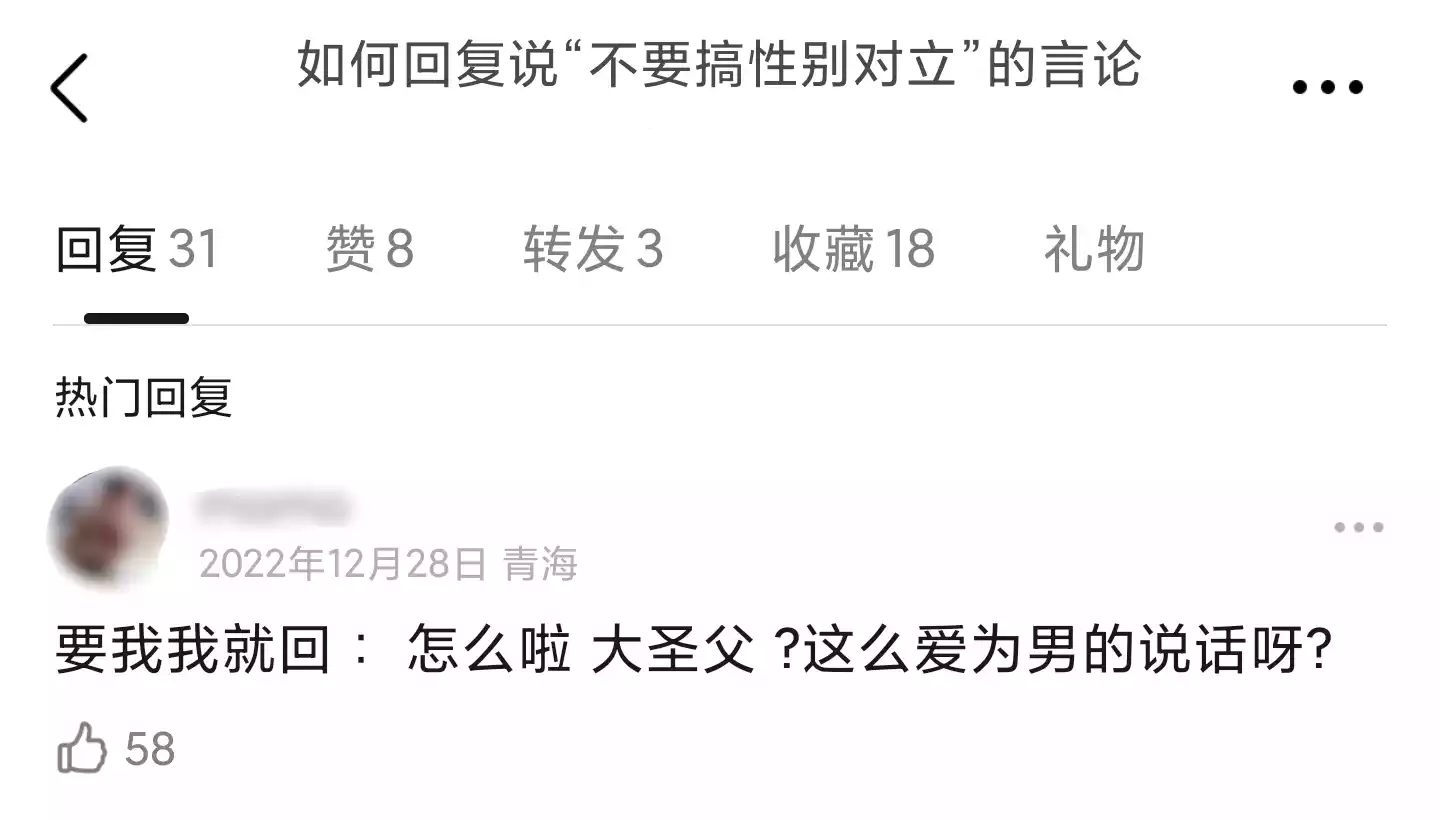 如何回复说“不要搞性别对立”的言论
回复 31 赞 8 转发 3 收藏 18 礼物
热门回复
2022年12月28日 青海
要我我就回： 怎么啦 大圣父 ?这么爱为男的说话呀?
58